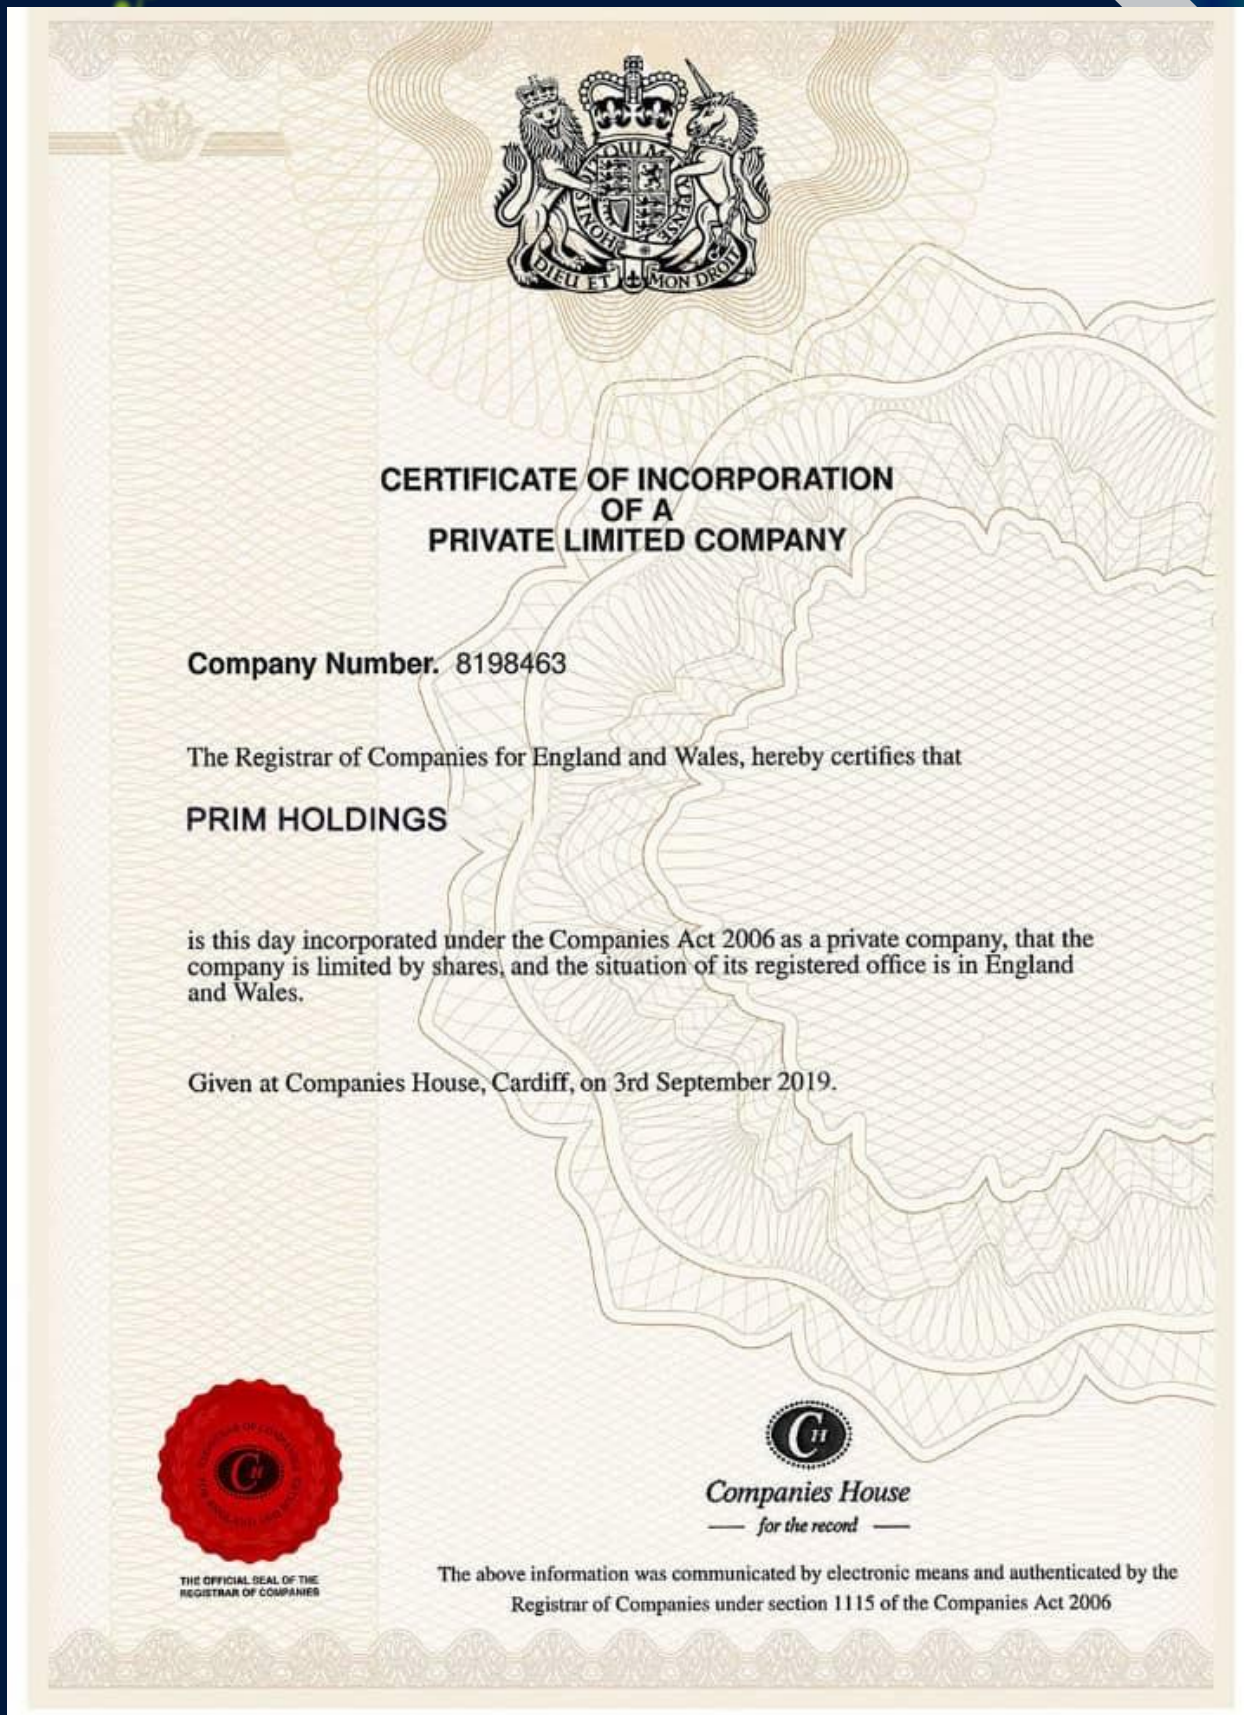 HONI SOIT QUI MAL Y PENSE
DIEU ET MON DROIT
CERTIFICATE OF INCORPORATION
OF A
PRIVATE LIMITED COMPANY
Company Number. 8198463
The Registrar of Companies for England and Wales, hereby certifies that
PRIM HOLDINGS
is this day incorporated under the Companies Act 2006 as a private company, that the
company is limited by shares, and the situation of its registered office is in England
and Wales.
Given at Companies House, Cardiff, on 3rd September 2019.
CH
Companies House
for the record
CH
THE OFFICIAL SEAL OF THE
REGISTRAR OF COMPANIES
The above information was communicated by electronic means and authenticated by the
Registrar of Companies under section 1115 of the Companies Act 2006